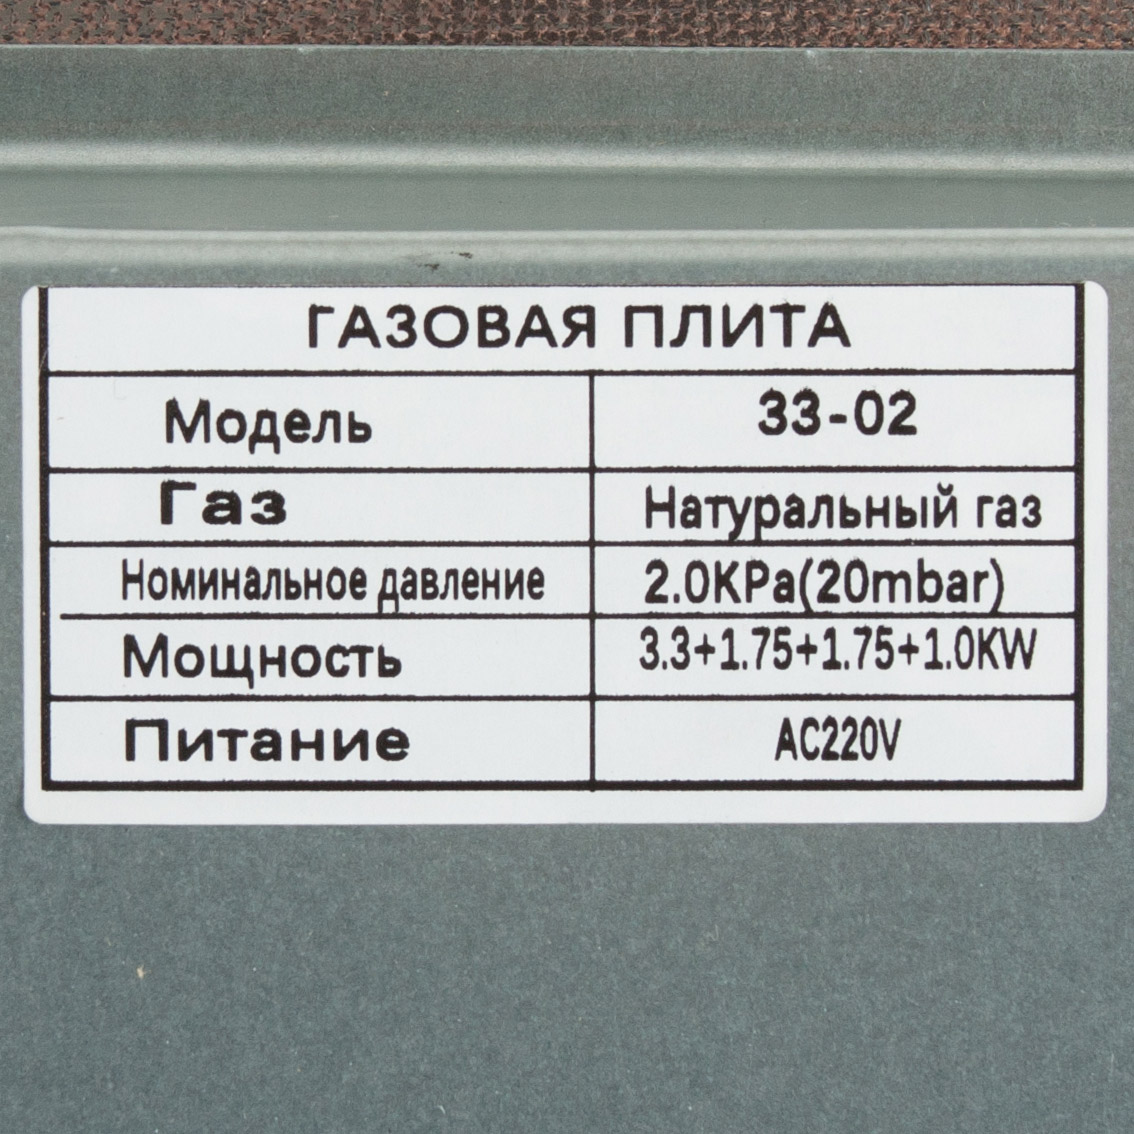 ГАЗОВАЯ ПЛИТА
Модель 33-02
Газ Натуральный газ
Номинальное давление 2.0KPa(20mbar)
Мощность 3.3+1.75+1.75+1.0KW
Питание AC220V